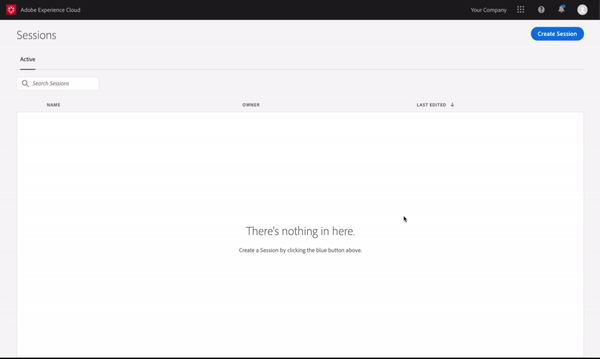 Adobe Experience Cloud
Your Company
Sessions
Create Session
Active
Search Sessions
NAME
OWNER
LAST EDITED
There's nothing in here.
Create a Session by clicking the blue button above.